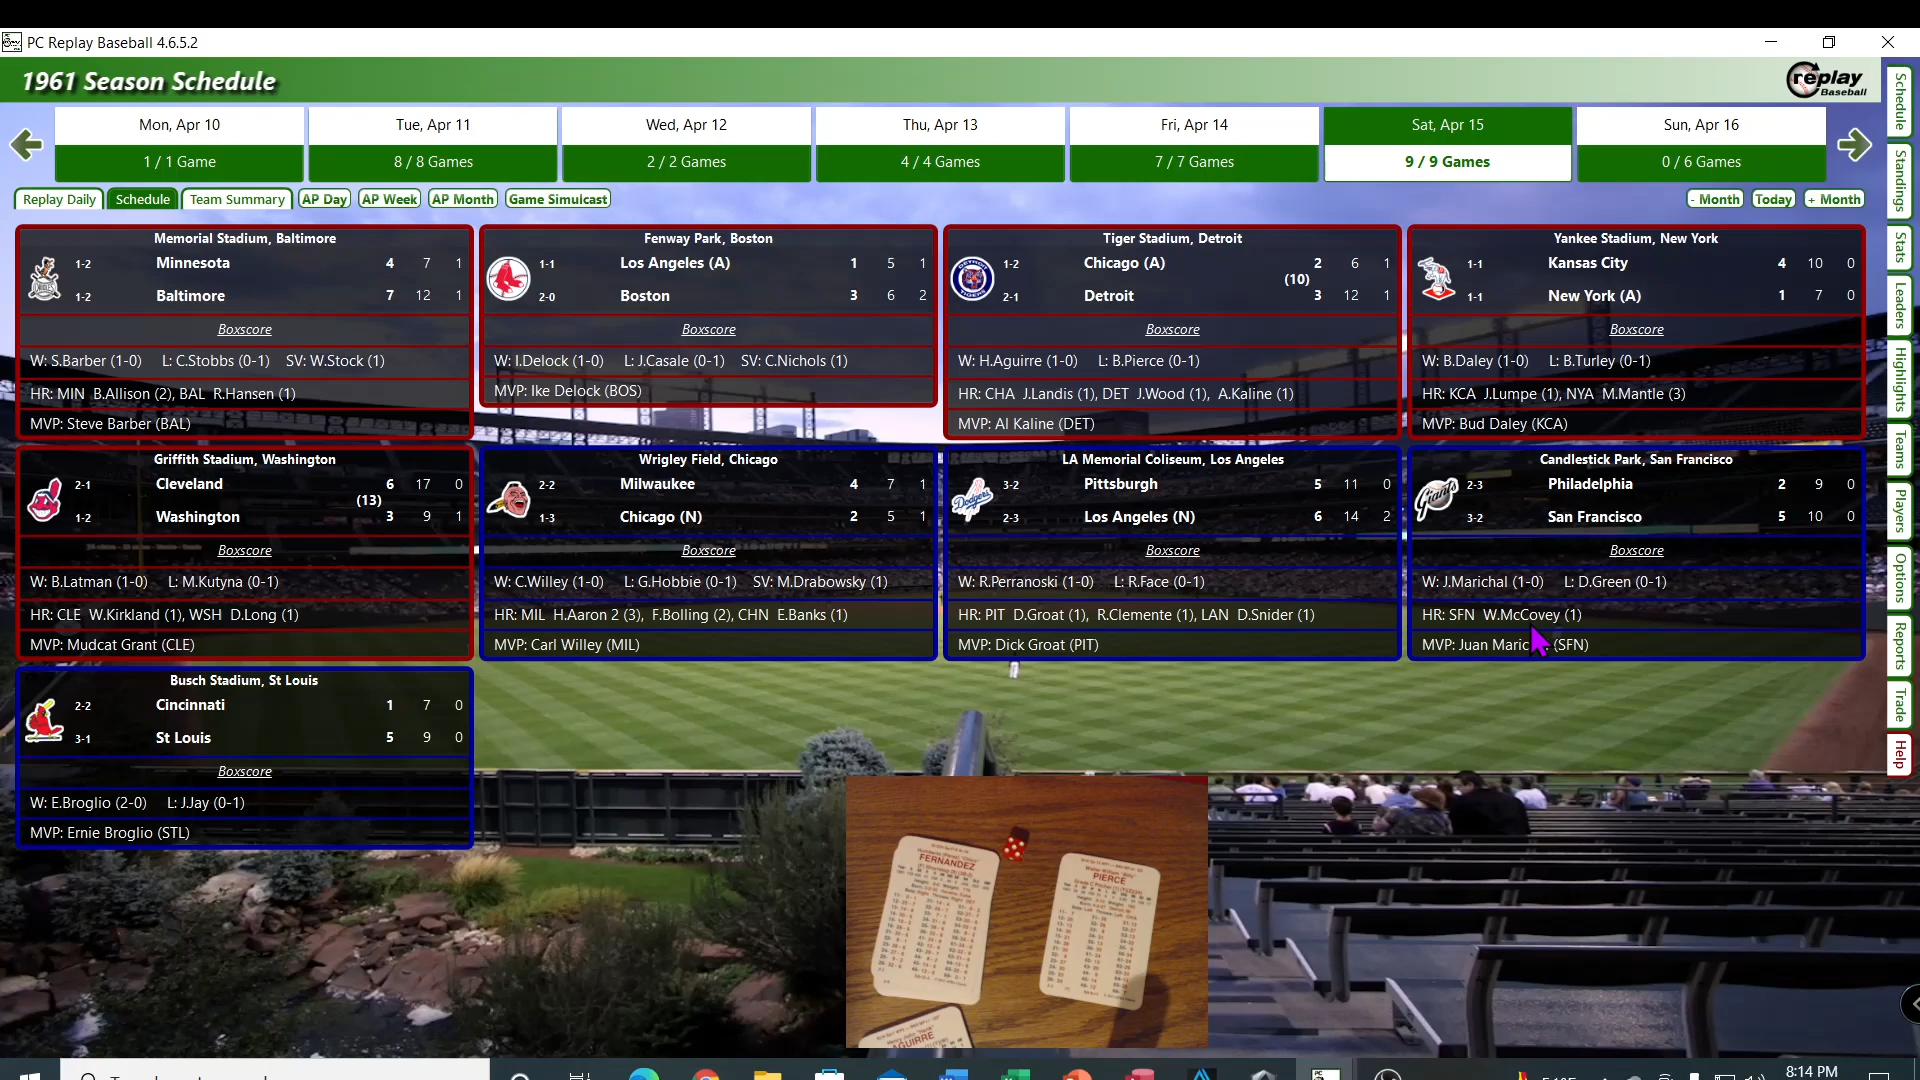 PC Replay Baseball 4.6.5.2
1961 Season Schedule
replay
Baseball
Mon, Apr 10
1 / 1 Game
Tue, Apr 11
8 / 8 Games
Wed, Apr 12
2 / 2 Games
Thu, Apr 13
4 / 4 Games
Fri, Apr 14
7 / 7 Games
Sat, Apr 15
9 / 9 Games
Sun, Apr 16
0 / 6 Games
Replay Daily Schedule Team Summary AP Day AP Week AP Month Game Simulcast
- Month Today + Month
Memorial Stadium, Baltimore
1-2 Minnesota 4 7 1
1-2 Baltimore 7 12 1
Boxscore
W: S.Barber (1-0) L: C.Stobbs (0-1) SV: W.Stock (1)
HR: MIN B.Allison (2), BAL R.Hansen (1)
MVP: Steve Barber (BAL)
Fenway Park, Boston
1-1 Los Angeles (A) 1 5 1
2-0 Boston 3 6 2
Boxscore
W: I.Delock (1-0) L: J.Casale (0-1) SV: C.Nichols (1)
MVP: Ike Delock (BOS)
Tiger Stadium, Detroit
1-2 Chicago (A) 2 6 1
(10)
2-1 Detroit 3 12 1
Boxscore
W: H.Aguirre (1-0) L: B.Pierce (0-1)
HR: CHA J.Landis (1), DET J.Wood (1), A.Kaline (1)
MVP: Al Kaline (DET)
Yankee Stadium, New York
1-1 Kansas City 4 10 0
1-1 New York (A) 1 7 0
Boxscore
W: B.Daley (1-0) L: B.Turley (0-1)
HR: KCA J.Lumpe (1), NYA M.Mantle (3)
MVP: Bud Daley (KCA)
Griffith Stadium, Washington
2-1 Cleveland 6 17 0
(13)
1-2 Washington 3 9 1
Boxscore
W: B.Latman (1-0) L: M.Kutyna (0-1)
HR: CLE W.Kirkland (1), WSH D.Long (1)
MVP: Mudcat Grant (CLE)
Wrigley Field, Chicago
2-2 Milwaukee 4 7 1
1-3 Chicago (N) 2 5 1
Boxscore
W: C.Willey (1-0) L: G.Hobbie (0-1) SV: M.Drabowsky (1)
HR: MIL H.Aaron 2 (3), F.Bolling (2), CHN E.Banks (1)
MVP: Carl Willey (MIL)
LA Memorial Coliseum, Los Angeles
Dodgers
3-2 Pittsburgh 5 11 0
2-3 Los Angeles (N) 6 14 2
Boxscore
W: R.Perranoski (1-0) L: R.Face (0-1)
HR: PIT D.Groat (1), R.Clemente (1), LAN D.Snider (1)
MVP: Dick Groat (PIT)
Candlestick Park, San Francisco
Giants
2-3 Philadelphia 2 9 0
3-2 San Francisco 5 10 0
Boxscore
W: J.Marichal (1-0) L: D.Green (0-1)
HR: SFN W.McCovey (1)
MVP: Juan Maric (SFN)
Busch Stadium, St Louis
2-2 Cincinnati 1 7 0
3-1 St Louis 5 9 0
Boxscore
W: E.Broglio (2-0) L: J.Jay (0-1)
MVP: Ernie Broglio (STL)
Schedule
Standings
Stats
Leaders
Highlights
Teams
Players
Options
Reports
Trade
Help
FERNANDEZ
PIERCE
AGUIRRE
8:14 PM